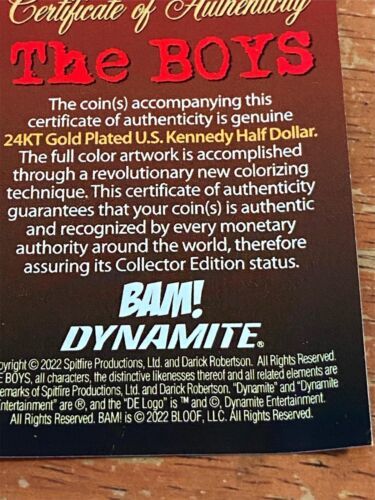 Certificate of Authenticity
The BOYS
The coin(s) accompanying this
certificate of authenticity is genuine
24KT Gold Plated U.S. Kennedy Half Dollar.
The full color artwork is accomplished
through a revolutionary new colorizing
technique. This certificate of authenticity
guarantees that your coin(s) is authentic
and recognized by every monetary
authority around the world, therefore
assuring its Collector Edition status.
BAM!
DYNAMITE®
opyright © 2022 Spitfire Productions, Ltd. and Darick Robertson. All Rights Reserved.
E BOYS, all characters, the distinctive likenesses thereof and all related elements are
demarks of Spitfire Productions, Ltd. and Darick Robertson. "Dynamite" and "Dynamite
Entertainment" are ®, and the "DE Logo" is ™ and ©, Dynamite Entertainment.
All Rights Reserved. BAM! is © 2022 BLOOF, LLC. All Rights Reserved.